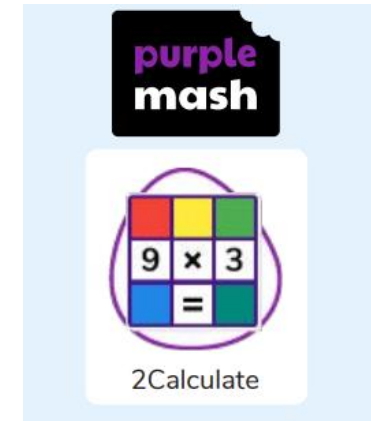 purple
mash
9 × 3
=
2Calculate